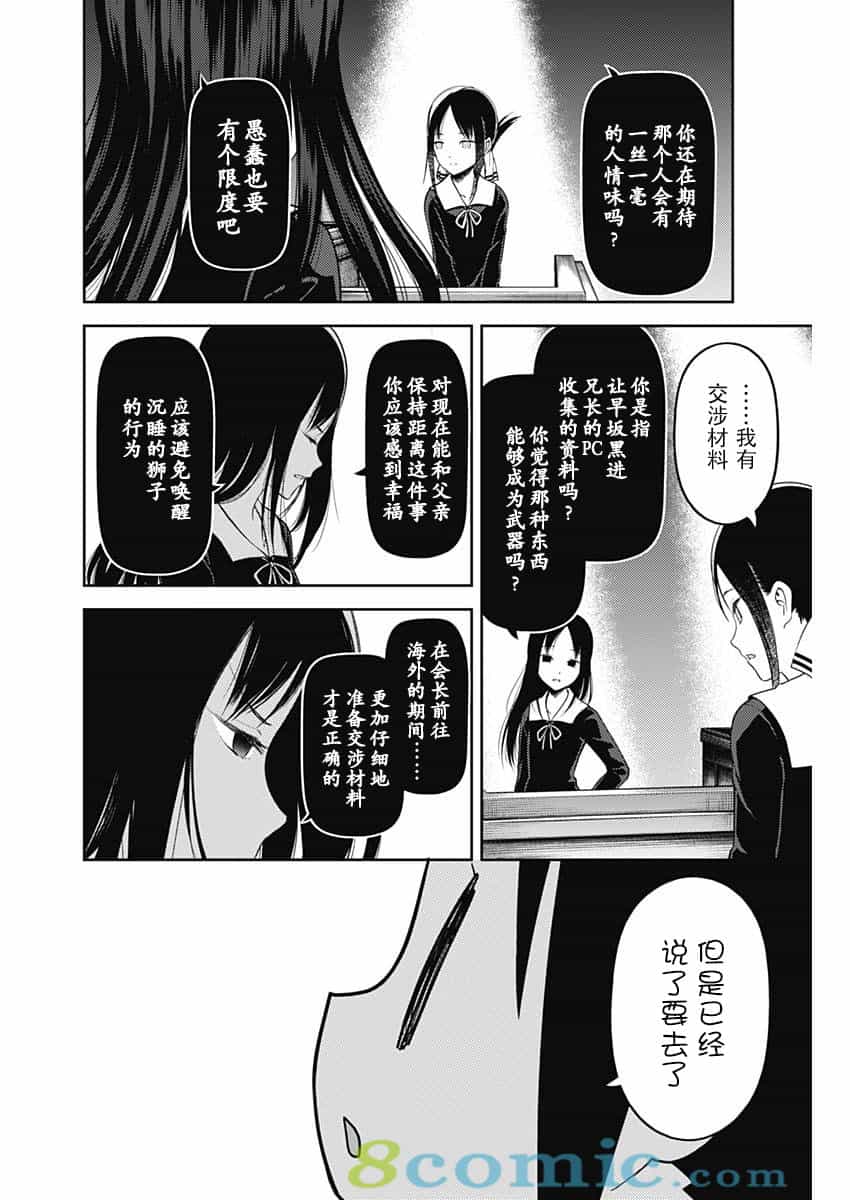 你还在期待
那个人会有
一丝一毫
的人情味吗？
愚蠢也要
有个限度吧
……我有
交涉材料
你是指
让早坂黑进
兄长的PC
收集的资料吗？
你觉得那种东西
能够成为武器吗？
对现在能和父亲
保持距离这件事
你应该感到幸福
应该避免唤醒
沉睡的狮子
的行为
在会长前往
海外的期间……
更加仔细地
准备交涉材料
才是正确的
但是已经
说了要去了
8comic.com